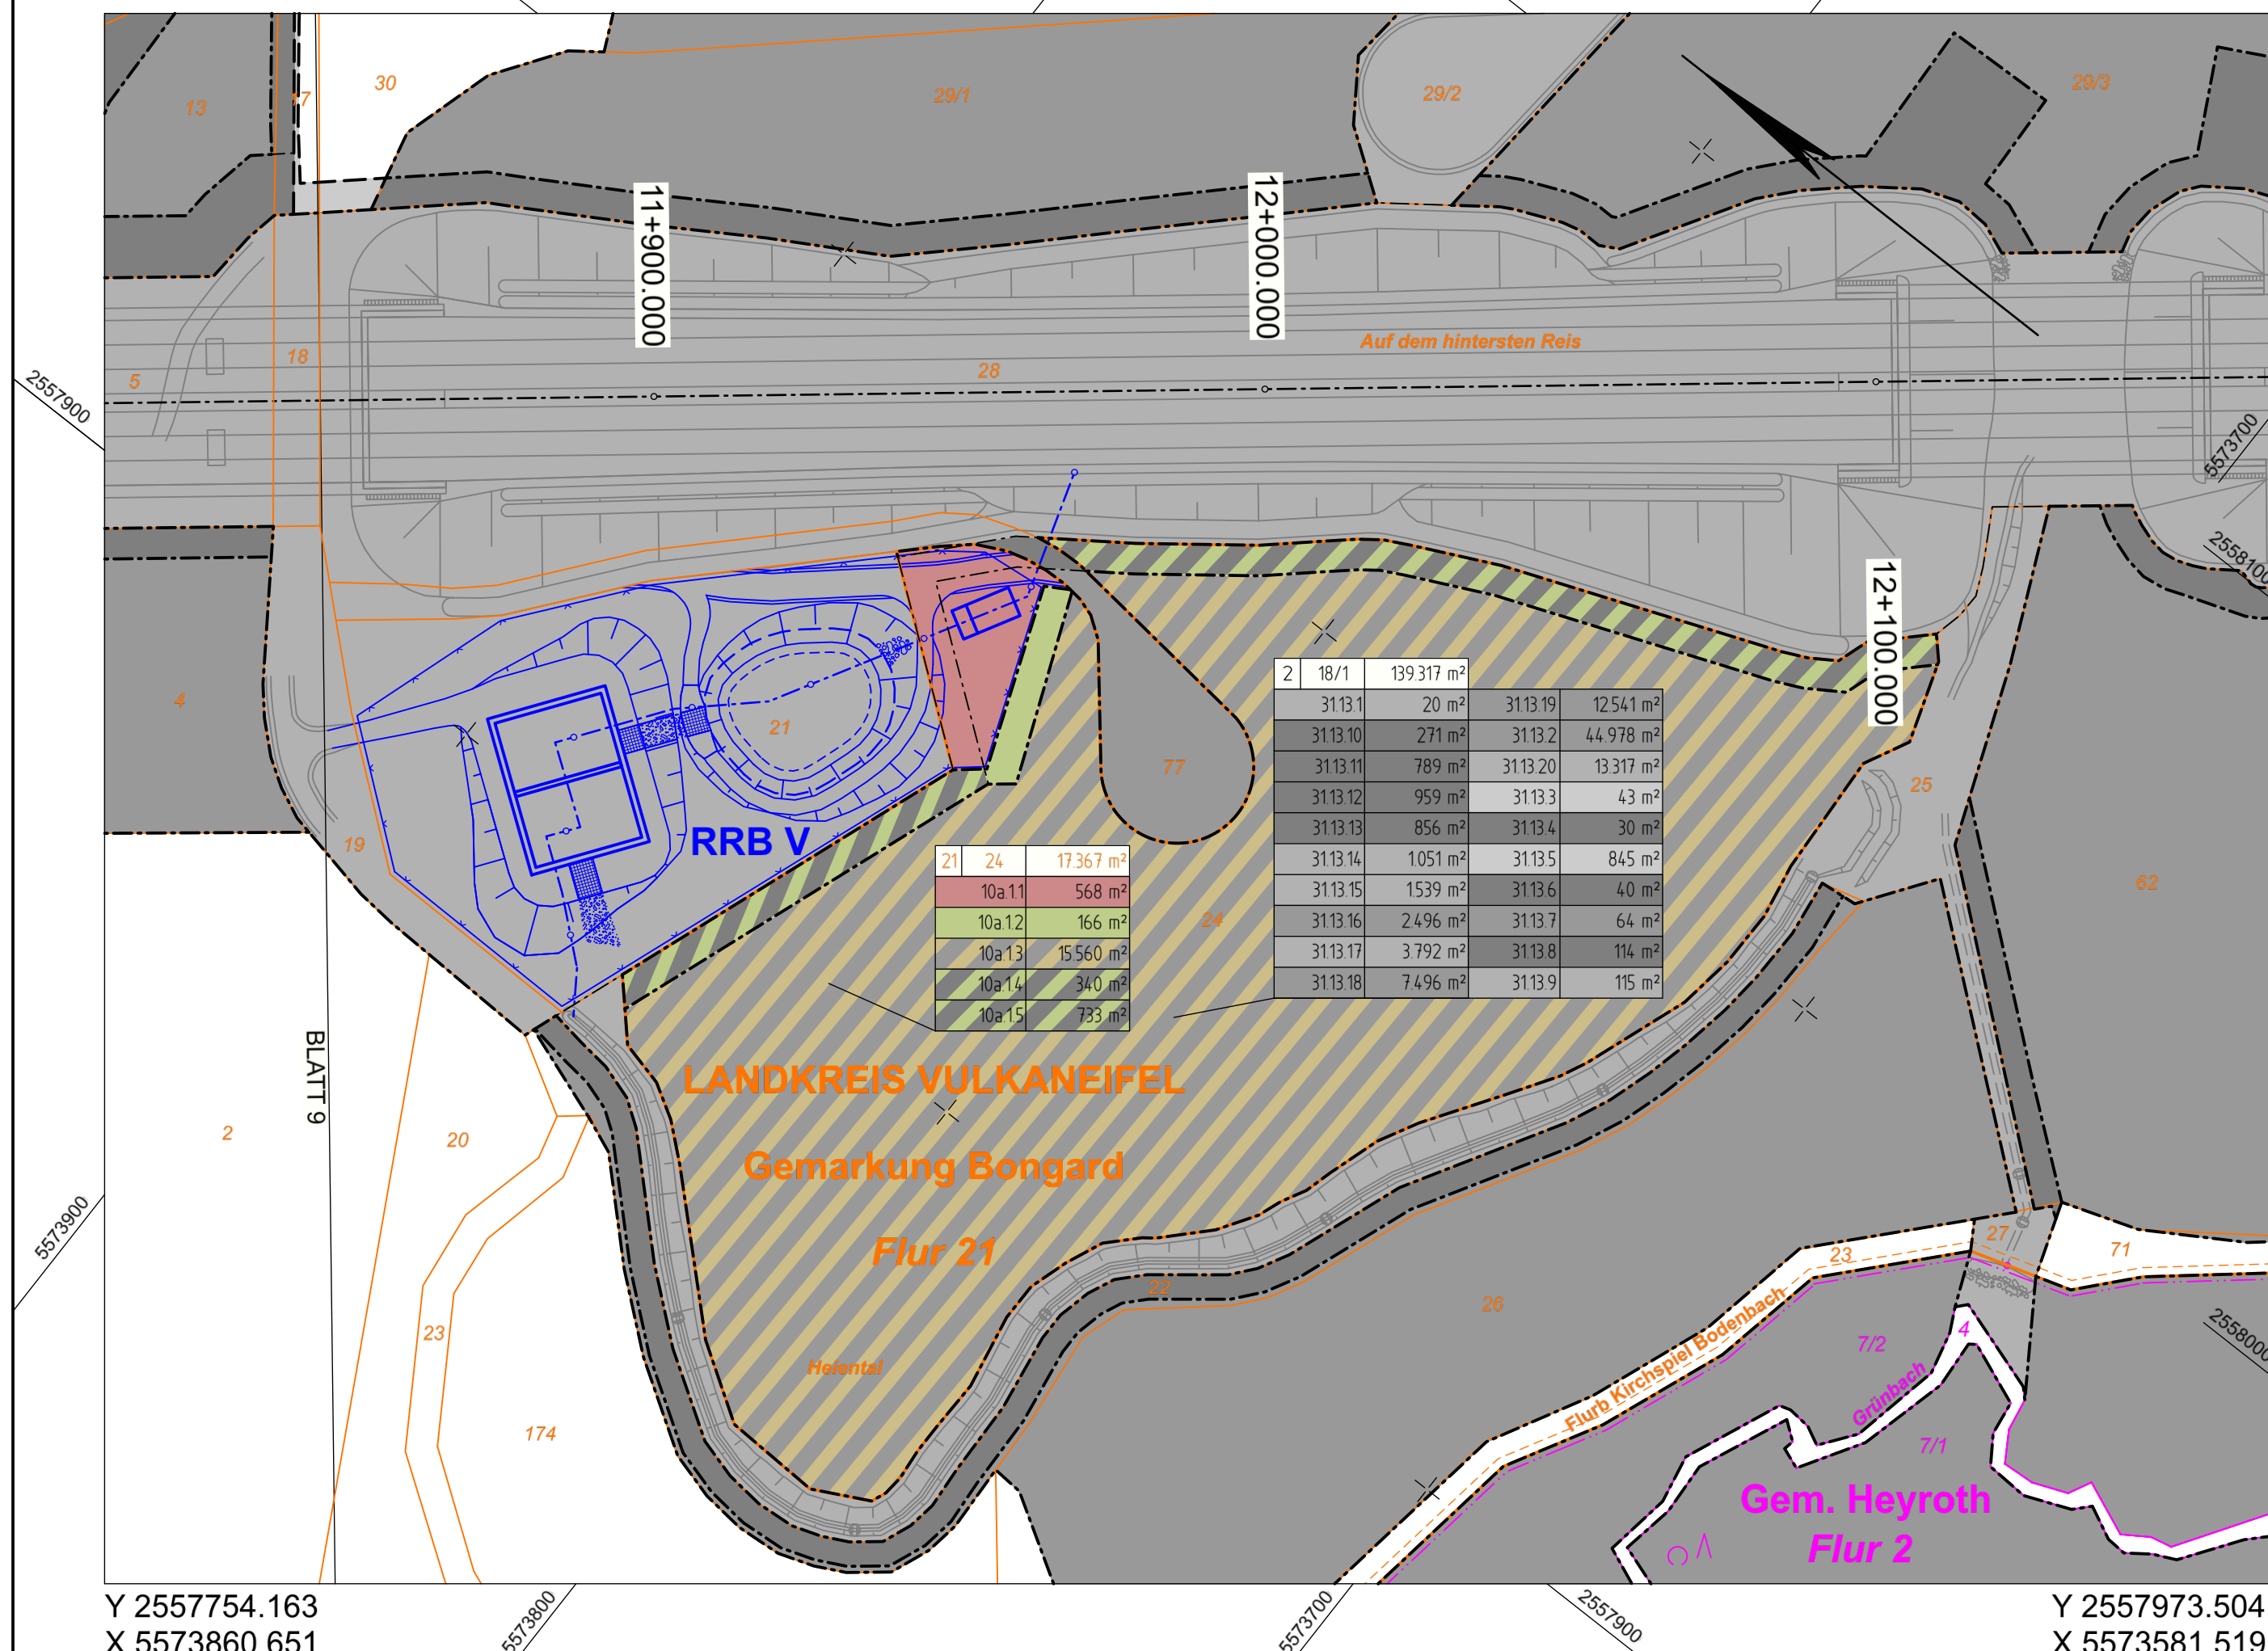 13
17
30
29/1
29/2
29/3
11+900.000
12+000.000
12+100.000
Auf dem hintersten Reis
5
18
28
2557900
5573700
2558100
4
19
21
77
25
62
RRB V
2 18/1 139.317 m²
31.13.1 20 m² 31.13.19 12.541 m²
31.13.10 271 m² 31.13.2 44.978 m²
31.13.11 789 m² 31.13.20 13.317 m²
31.13.12 959 m² 31.13.3 43 m²
31.13.13 856 m² 31.13.4 30 m²
31.13.14 1.051 m² 31.13.5 845 m²
31.13.15 1.539 m² 31.13.6 40 m²
31.13.16 2.496 m² 31.13.7 64 m²
31.13.17 3.792 m² 31.13.8 114 m²
31.13.18 7.496 m² 31.13.9 115 m²
21 24 17.367 m²
10a.1.1 568 m²
10a.1.2 166 m²
10a.1.3 15.560 m²
10a.1.4 340 m²
10a.1.5 733 m²
24
BLATT 9
LANDKREIS VULKANEIFEL
Gemarkung Bongard
Flur 21
Heiental
2
20
23
174
22
26
23
27
71
5573900
2558000
Flurb Kirchspiel Bodenbach
Grünbach
7/2
4
7/1
Gem. Heyroth
Flur 2
Y 2557754.163
X 5573860.651
5573800
5573700
2557900
Y 2557973.504
X 5573581.519